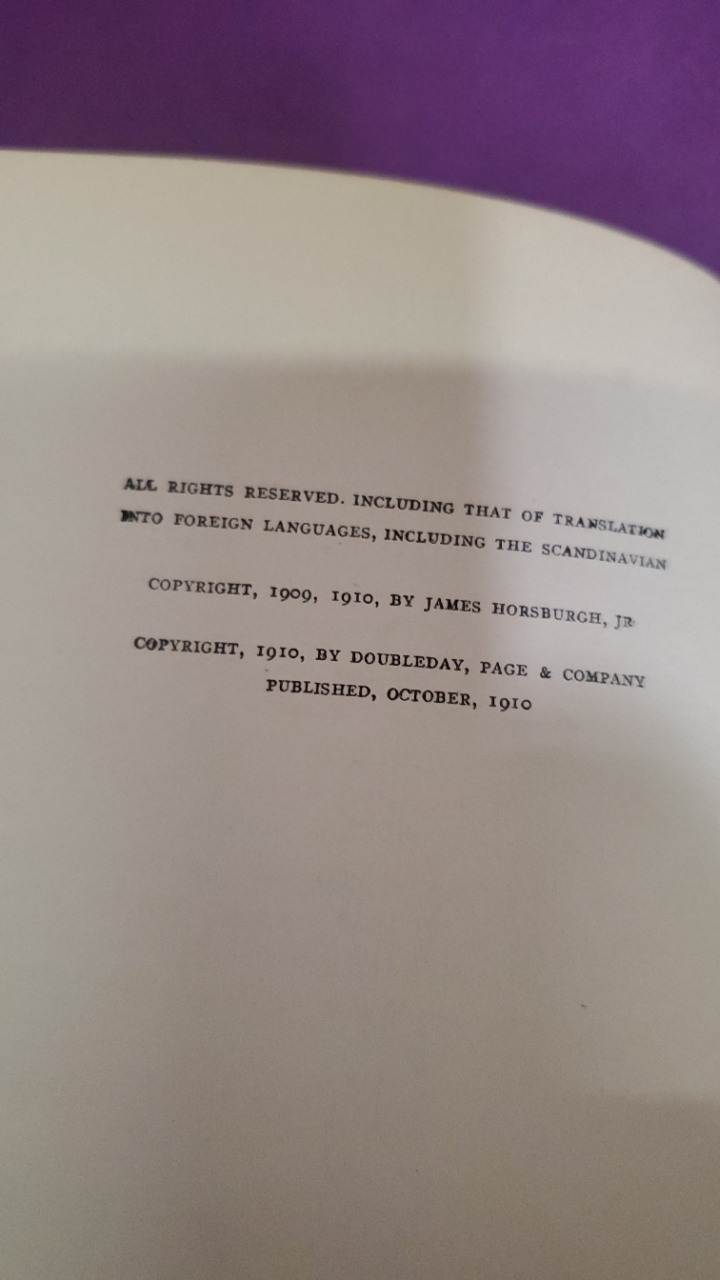 ALL RIGHTS RESERVED. INCLUDING THAT OF TRANSLATION
INTO FOREIGN LANGUAGES, INCLUDING THE SCANDINAVIAN
COPYRIGHT, 1909, 1910, BY JAMES HORSBURGH, JR
COPYRIGHT, 1910, BY DOUBLEDAY, PAGE & COMPANY
PUBLISHED, OCTOBER, 1910